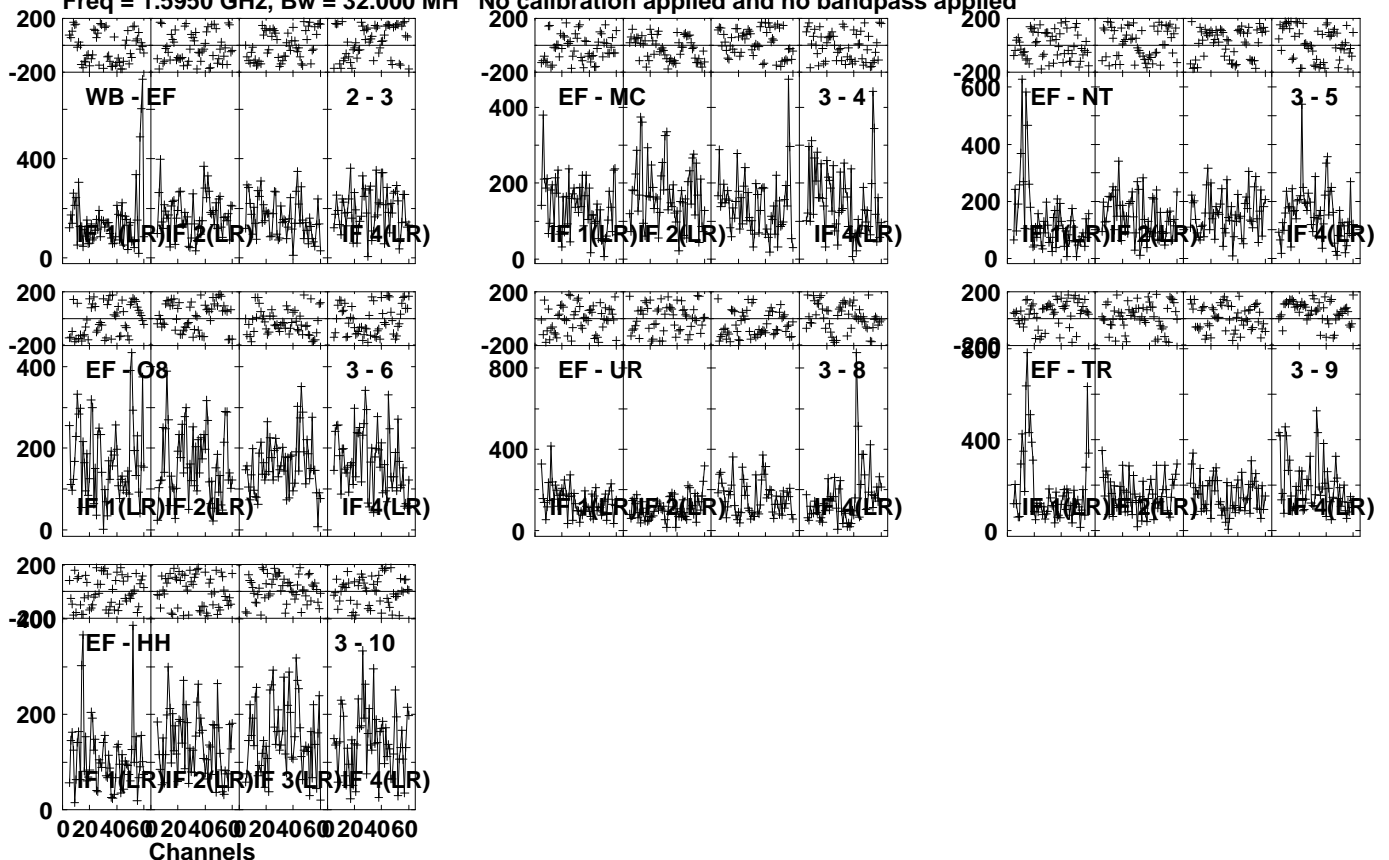 Freq = 1.5950 GHz, Bw = 32.000 MH No calibration applied and no bandpass applied
200 200 200
-200 -200 -200
WB - EF 2 - 3 EF - MC 3 - 4 EF - NT 3 - 5
600
400 400 400
200 200
IF 1(LR) IF 2(LR) IF 4(LR) IF 1(LR) IF 2(LR) IF 4(LR) IF 1(LR) IF 2(LR) IF 4(LR)
0 0 0
200 200 200
-200 -200 -200
800
EF - O8 3 - 6 EF - UR 3 - 8 EF - TR 3 - 9
400 800
200 400 400
IF 1(LR) IF 2(LR) IF 4(LR) IF 1(LR) IF 2(LR) IF 4(LR) IF 1(LR) IF 2(LR) IF 4(LR)
0 0 0
200
-200
400
EF - HH 3 - 10
200
IF 1(LR) IF 2(LR) IF 3(LR) IF 4(LR)
0
0 20 40 60 0 20 40 60 0 20 40 60 0 20 40 60
Channels